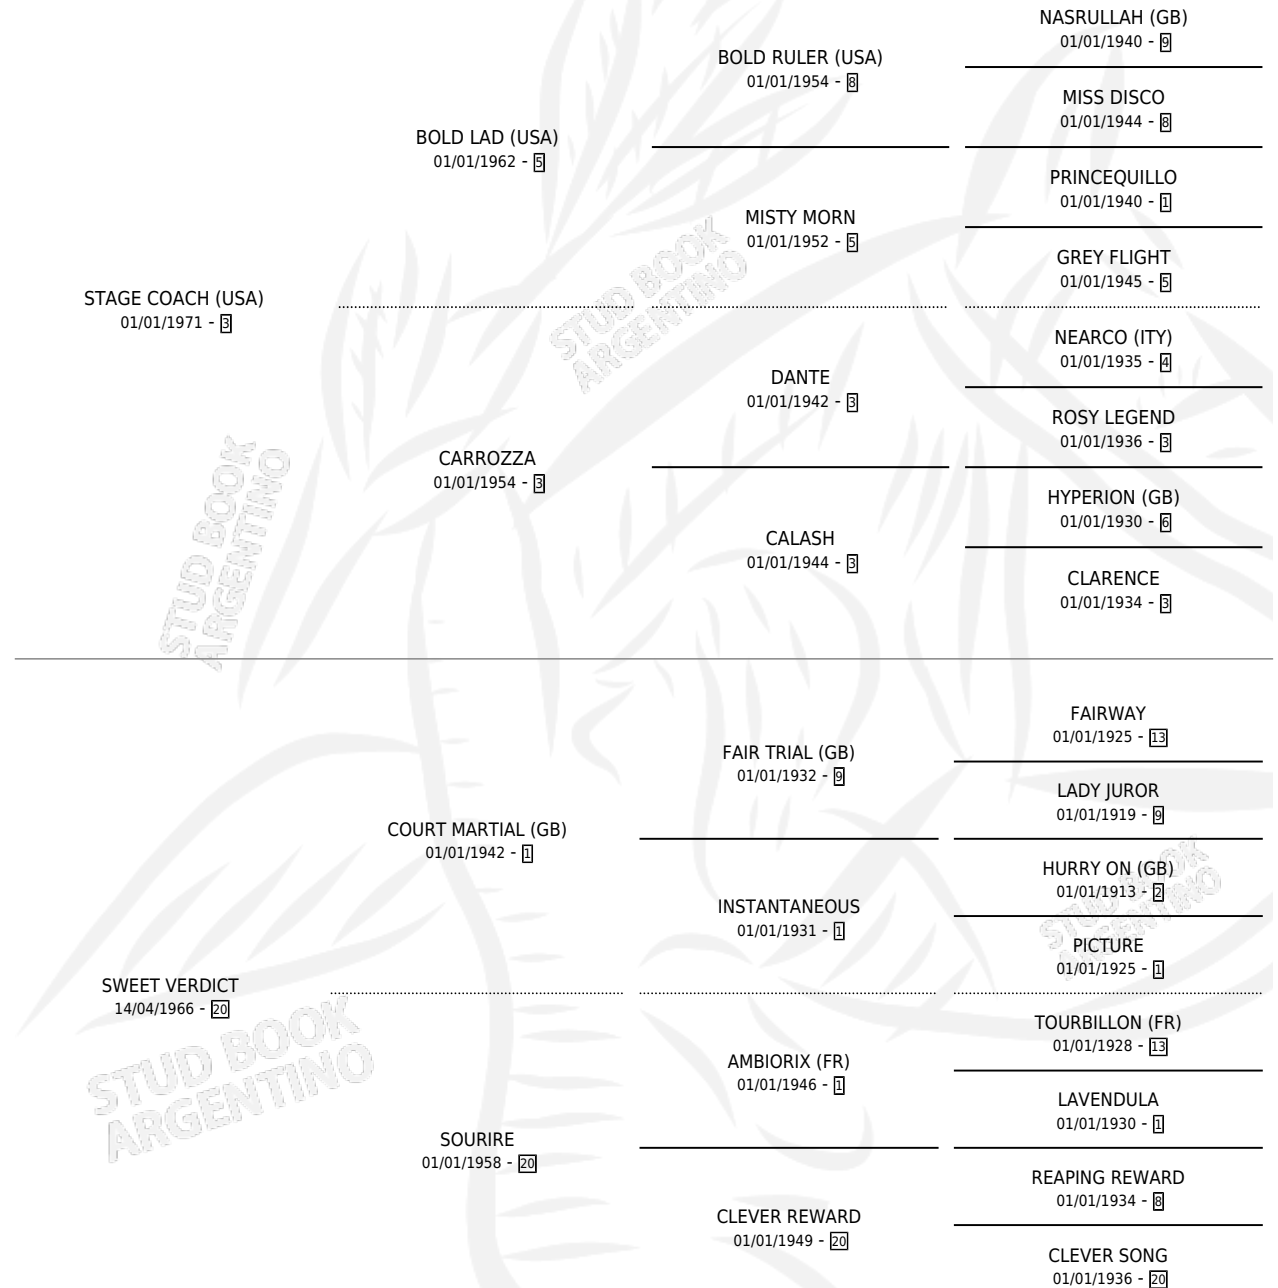 NASRULLAH (GB)
01/01/1940 - 9
BOLD RULER (USA)
01/01/1954 - 8
MISS DISCO
01/01/1944 - 8
BOLD LAD (USA)
01/01/1962 - 5
PRINCEQUILLO
01/01/1940 - 1
MISTY MORN
01/01/1952 - 5
GREY FLIGHT
01/01/1945 - 5
STAGE COACH (USA)
01/01/1971 - 3
NEARCO (ITY)
01/01/1935 - 4
DANTE
01/01/1942 - 3
ROSY LEGEND
01/01/1936 - 3
CARROZZA
01/01/1954 - 3
HYPERION (GB)
01/01/1930 - 6
CALASH
01/01/1944 - 3
CLARENCE
01/01/1934 - 3
FAIRWAY
01/01/1925 - 13
FAIR TRIAL (GB)
01/01/1932 - 9
LADY JUROR
01/01/1919 - 9
COURT MARTIAL (GB)
01/01/1942 - 1
HURRY ON (GB)
01/01/1913 - 2
INSTANTANEOUS
01/01/1931 - 1
PICTURE
01/01/1925 - 1
SWEET VERDICT
14/04/1966 - 20
TOURBILLON (FR)
01/01/1928 - 13
AMBIORIX (FR)
01/01/1946 - 1
LAVENDULA
01/01/1930 - 1
SOURIRE
01/01/1958 - 20
REAPING REWARD
01/01/1934 - 8
CLEVER REWARD
01/01/1949 - 20
CLEVER SONG
01/01/1936 - 20
STUD BOOK
ARGENTINO
STUD BOOK
ARGENTINO
STUD BOOK
ARGENTINO
STUD BOOK
ARGENTINO